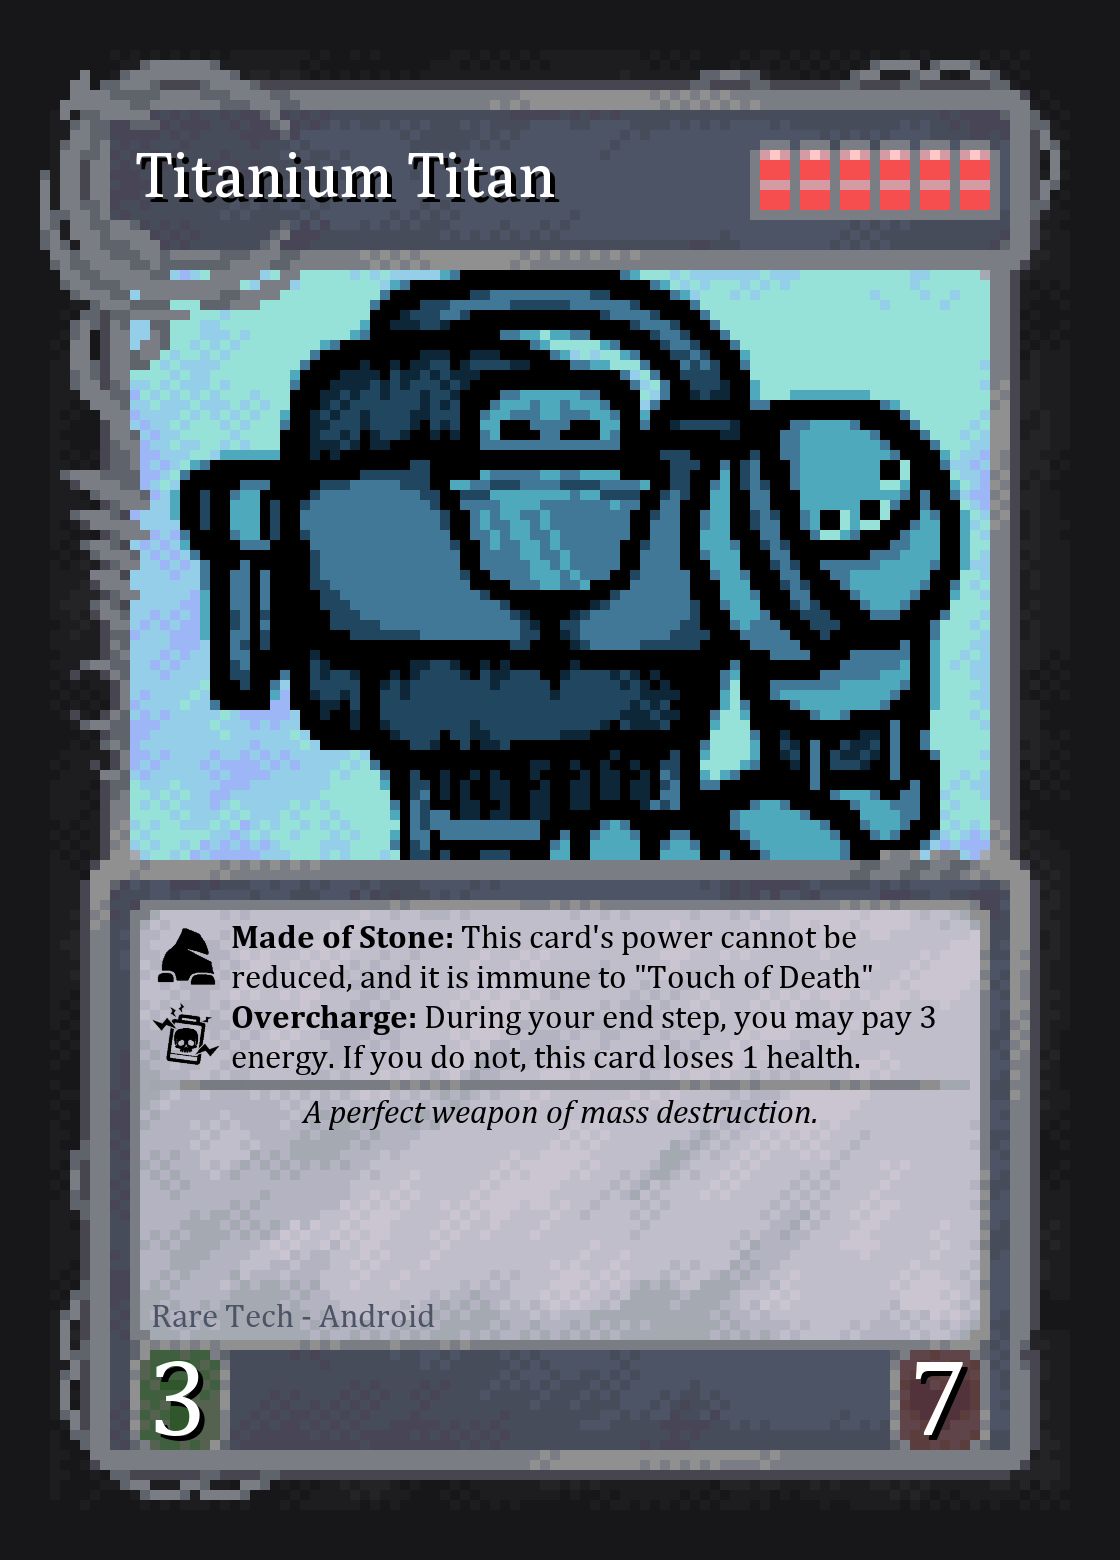 Titanium Titan
Made of Stone: This card's power cannot be
reduced, and it is immune to "Touch of Death"
Overcharge: During your end step, you may pay 3
energy. If you do not, this card loses 1 health.
A perfect weapon of mass destruction.
Rare Tech - Android
3
7